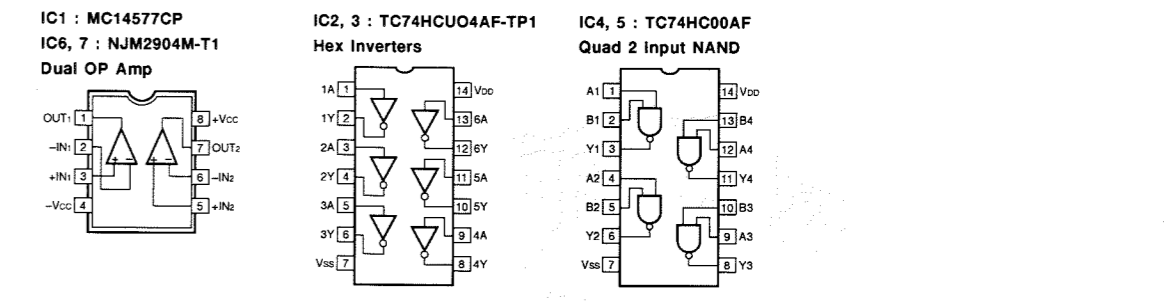 IC1 : MC14577CP
IC6, 7 : NJM2904M-T1
Dual OP Amp
OUT1 1 8 +Vcc
–IN1 2 7 OUT2
+IN1 3 6 –IN2
–Vcc 4 5 +IN2
+ – – +
IC2, 3 : TC74HCUO4AF-TP1
Hex Inverters
1A 1 14 VDD
1Y 2 13 6A
2A 3 12 6Y
2Y 4 11 5A
3A 5 10 5Y
3Y 6 9 4A
Vss 7 8 4Y
IC4, 5 : TC74HC00AF
Quad 2 input NAND
A1 1 14 VDD
B1 2 13 B4
Y1 3 12 A4
A2 4 11 Y4
B2 5 10 B3
Y2 6 9 A3
Vss 7 8 Y3